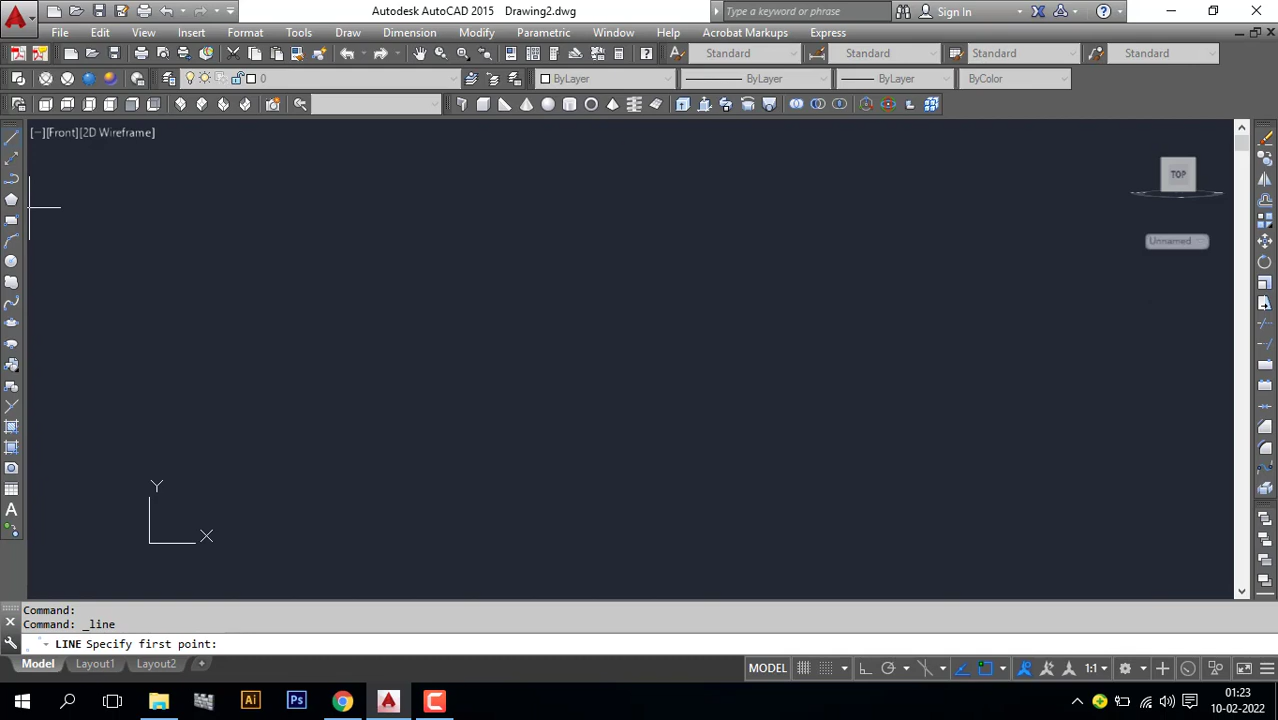 Autodesk AutoCAD 2015 Drawing2.dwg
Type a keyword or phrase
Sign In
File Edit View Insert Format Tools Draw Dimension Modify Parametric Window Help Acrobat Markups Express
Standard Standard Standard Standard
0 ByLayer ByLayer ByLayer ByColor
[−][Front][2D Wireframe]
TOP
Unnamed
Y
X
A
Command:
Command: _line
LINE Specify first point:
Model Layout1 Layout2 +
MODEL 1:1
Ai Ps
01:23
10-02-2022